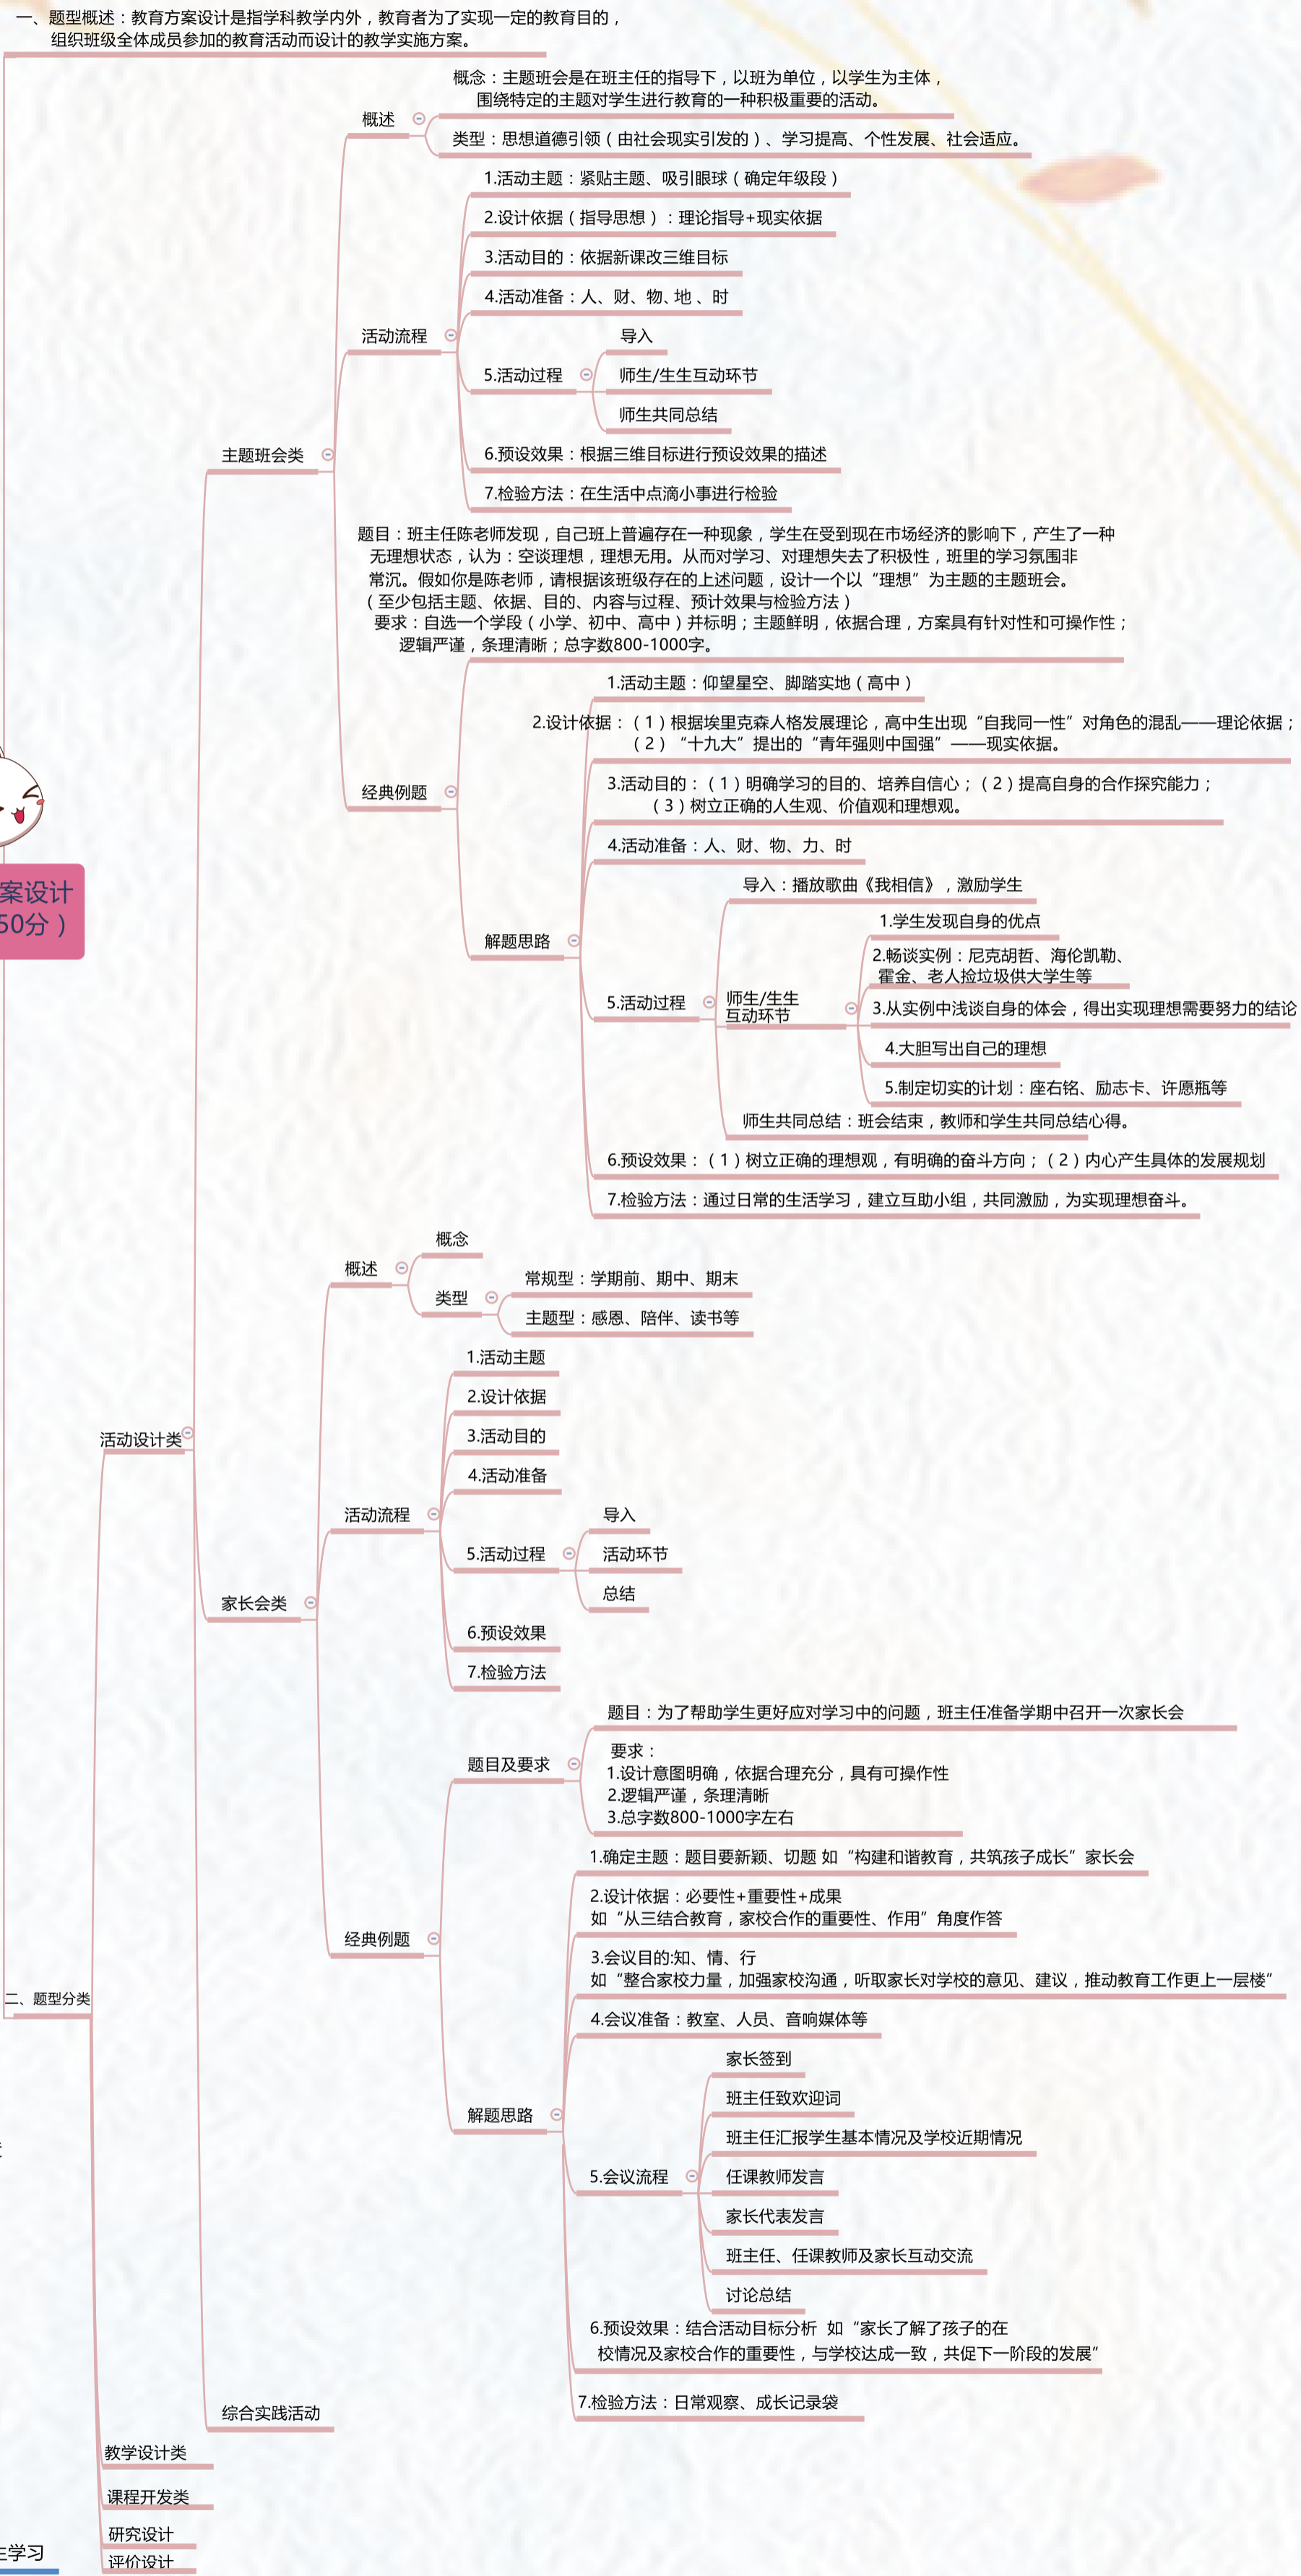 一、题型概述：教育方案设计是指学科教学内外，教育者为了实现一定的教育目的，
组织班级全体成员参加的教育活动而设计的教学实施方案。
概念：主题班会是在班主任的指导下，以班为单位，以学生为主体，
围绕特定的主题对学生进行教育的一种积极重要的活动。
概述
类型：思想道德引领（由社会现实引发的）、学习提高、个性发展、社会适应。
1.活动主题：紧贴主题、吸引眼球（确定年级段）
2.设计依据（指导思想）：理论指导+现实依据
3.活动目的：依据新课改三维目标
4.活动准备：人、财、物、地 、时
活动流程
导入
5.活动过程
师生/生生互动环节
师生共同总结
主题班会类
6.预设效果：根据三维目标进行预设效果的描述
7.检验方法：在生活中点滴小事进行检验
题目：班主任陈老师发现，自己班上普遍存在一种现象，学生在受到现在市场经济的影响下，产生了一种
无理想状态，认为：空谈理想，理想无用。从而对学习、对理想失去了积极性，班里的学习氛围非
常沉。假如你是陈老师，请根据该班级存在的上述问题，设计一个以“理想”为主题的主题班会。
（至少包括主题、依据、目的、内容与过程、预计效果与检验方法）
要求：自选一个学段（小学、初中、高中）并标明；主题鲜明，依据合理，方案具有针对性和可操作性；
逻辑严谨，条理清晰；总字数800-1000字。
1.活动主题：仰望星空、脚踏实地（高中）
2.设计依据：（1）根据埃里克森人格发展理论，高中生出现“自我同一性”对角色的混乱——理论依据；
（2）“十九大”提出的“青年强则中国强”——现实依据。
经典例题
3.活动目的：（1）明确学习的目的、培养自信心；（2）提高自身的合作探究能力；
（3）树立正确的人生观、价值观和理想观。
4.活动准备：人、财、物、力、时
案设计
50分）
导入：播放歌曲《我相信》，激励学生
解题思路
1.学生发现自身的优点
2.畅谈实例：尼克胡哲、海伦凯勒、
霍金、老人捡垃圾供大学生等
5.活动过程
师生/生生
互动环节
3.从实例中浅谈自身的体会，得出实现理想需要努力的结论
4.大胆写出自己的理想
5.制定切实的计划：座右铭、励志卡、许愿瓶等
师生共同总结：班会结束，教师和学生共同总结心得。
6.预设效果：（1）树立正确的理想观，有明确的奋斗方向；（2）内心产生具体的发展规划
7.检验方法：通过日常的生活学习，建立互助小组，共同激励，为实现理想奋斗。
概念
概述
类型
常规型：学期前、期中、期末
主题型：感恩、陪伴、读书等
1.活动主题
2.设计依据
活动设计类
3.活动目的
4.活动准备
活动流程
导入
5.活动过程
活动环节
总结
家长会类
6.预设效果
7.检验方法
题目：为了帮助学生更好应对学习中的问题，班主任准备学期中召开一次家长会
题目及要求
要求：
1.设计意图明确，依据合理充分，具有可操作性
2.逻辑严谨，条理清晰
3.总字数800-1000字左右
1.确定主题：题目要新颖、切题 如“构建和谐教育，共筑孩子成长”家长会
2.设计依据：必要性+重要性+成果
如“从三结合教育，家校合作的重要性、作用”角度作答
经典例题
3.会议目的:知、情、行
如“整合家校力量，加强家校沟通，听取家长对学校的意见、建议，推动教育工作更上一层楼”
二、题型分类
4.会议准备：教室、人员、音响媒体等
家长签到
班主任致欢迎词
解题思路
班主任汇报学生基本情况及学校近期情况
5.会议流程
任课教师发言
家长代表发言
班主任、任课教师及家长互动交流
讨论总结
6.预设效果：结合活动目标分析 如“家长了解了孩子的在
校情况及家校合作的重要性，与学校达成一致，共促下一阶段的发展”
7.检验方法：日常观察、成长记录袋
综合实践活动
教学设计类
课程开发类
研究设计
生学习
评价设计